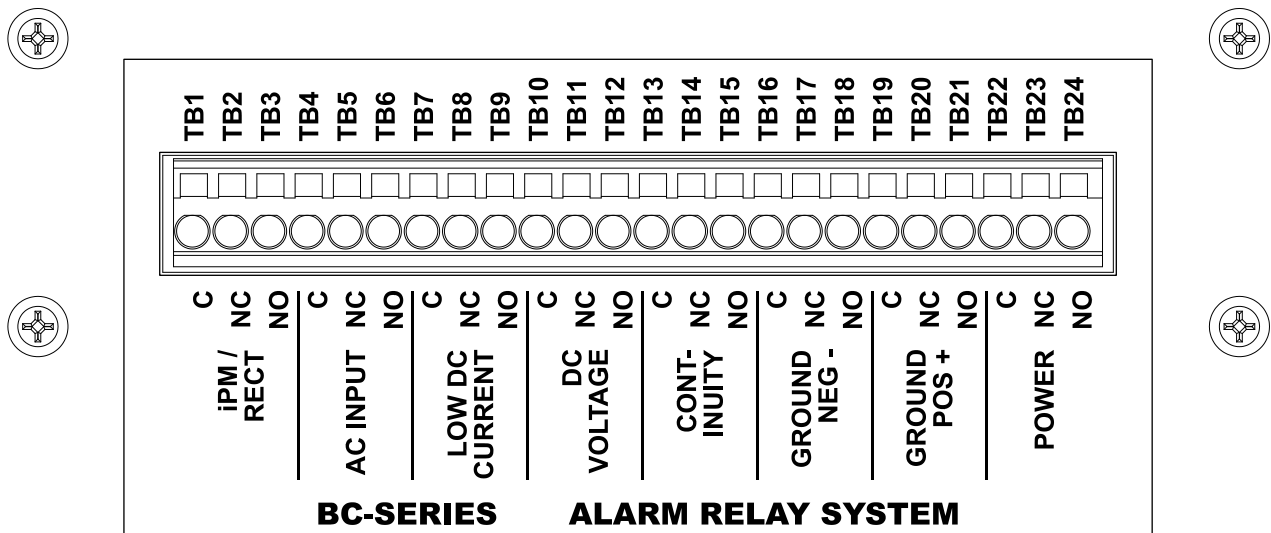 TB1
TB2
TB3
TB4
TB5
TB6
TB7
TB8
TB9
TB10
TB11
TB12
TB13
TB14
TB15
TB16
TB17
TB18
TB19
TB20
TB21
TB22
TB23
TB24
C
NC
NO
C
NC
NO
C
NC
NO
C
NC
NO
C
NC
NO
C
NC
NO
C
NC
NO
C
NC
NO
iPM /
RECT
AC INPUT
LOW DC
CURRENT
DC
VOLTAGE
CONT-
INUITY
GROUND
NEG -
GROUND
POS +
POWER
BC-SERIES ALARM RELAY SYSTEM